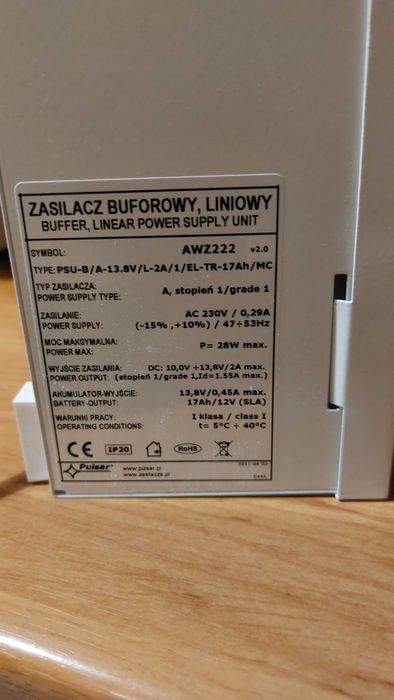 ZASILACZ BUFOROWY, LINIOWY
BUFFER, LINEAR POWER SUPPLY UNIT
SYMBOL: AWZ222 v2.0
TYPE: PSU-B/A-13.8V/L-2A/1/EL-TR-17Ah/MC
TYP ZASILACZA:
POWER SUPPLY TYPE: A, stopień 1/grade 1
ZASILANIE: AC 230V / 0,29A
POWER SUPPLY: (-15% ,+10%) / 47÷53Hz
MOC MAKSYMALNA:
POWER MAX: P= 28W max.
WYJŚCIE ZASILANIA: DC: 10,0V ÷13,8V/2A max.
POWER OUTPUT: (stopień 1/grade 1,Id=1.55A max.)
AKUMULATOR-WYJŚCIE: 13,8V/0,45A max.
BATTERY-OUTPUT: 17Ah/12V (SLA)
WARUNKI PRACY: I klasa / class I
OPERATING CONDITIONS: t= 5°C ÷ 40°C
CE IP20 RoHS
Pulsar® www.pulsar.pl
www.zasilacze.pl